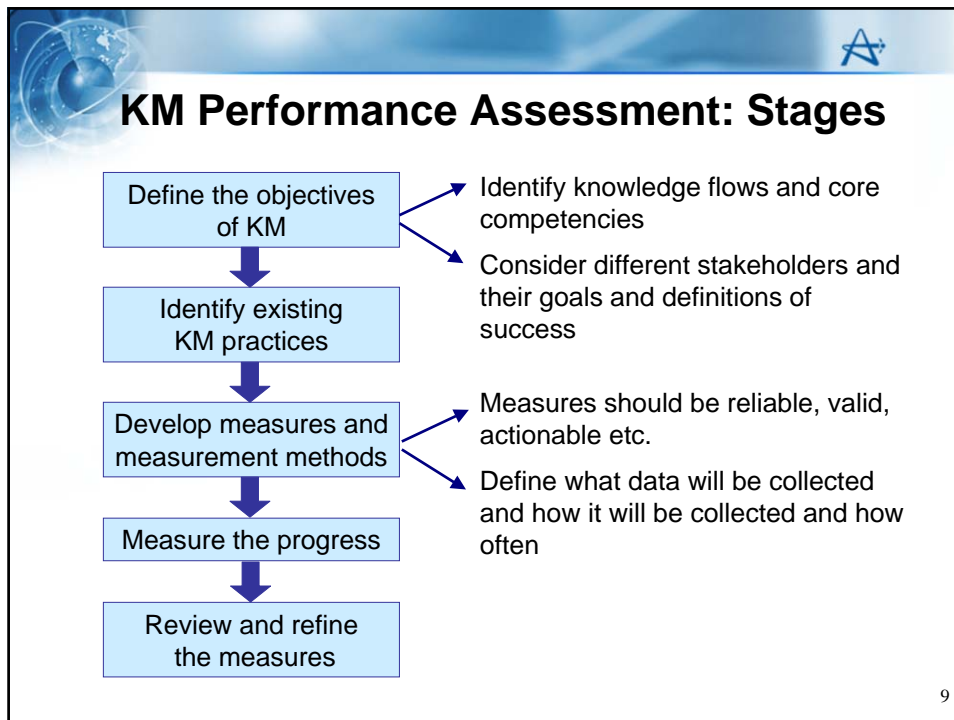 KM Performance Assessment: Stages
Define the objectives
of KM
Identify knowledge flows and core
competencies
Consider different stakeholders and
their goals and definitions of
success
Identify existing
KM practices
Develop measures and
measurement methods
Measures should be reliable, valid,
actionable etc.
Define what data will be collected
and how it will be collected and how
often
Measure the progress
Review and refine
the measures
9